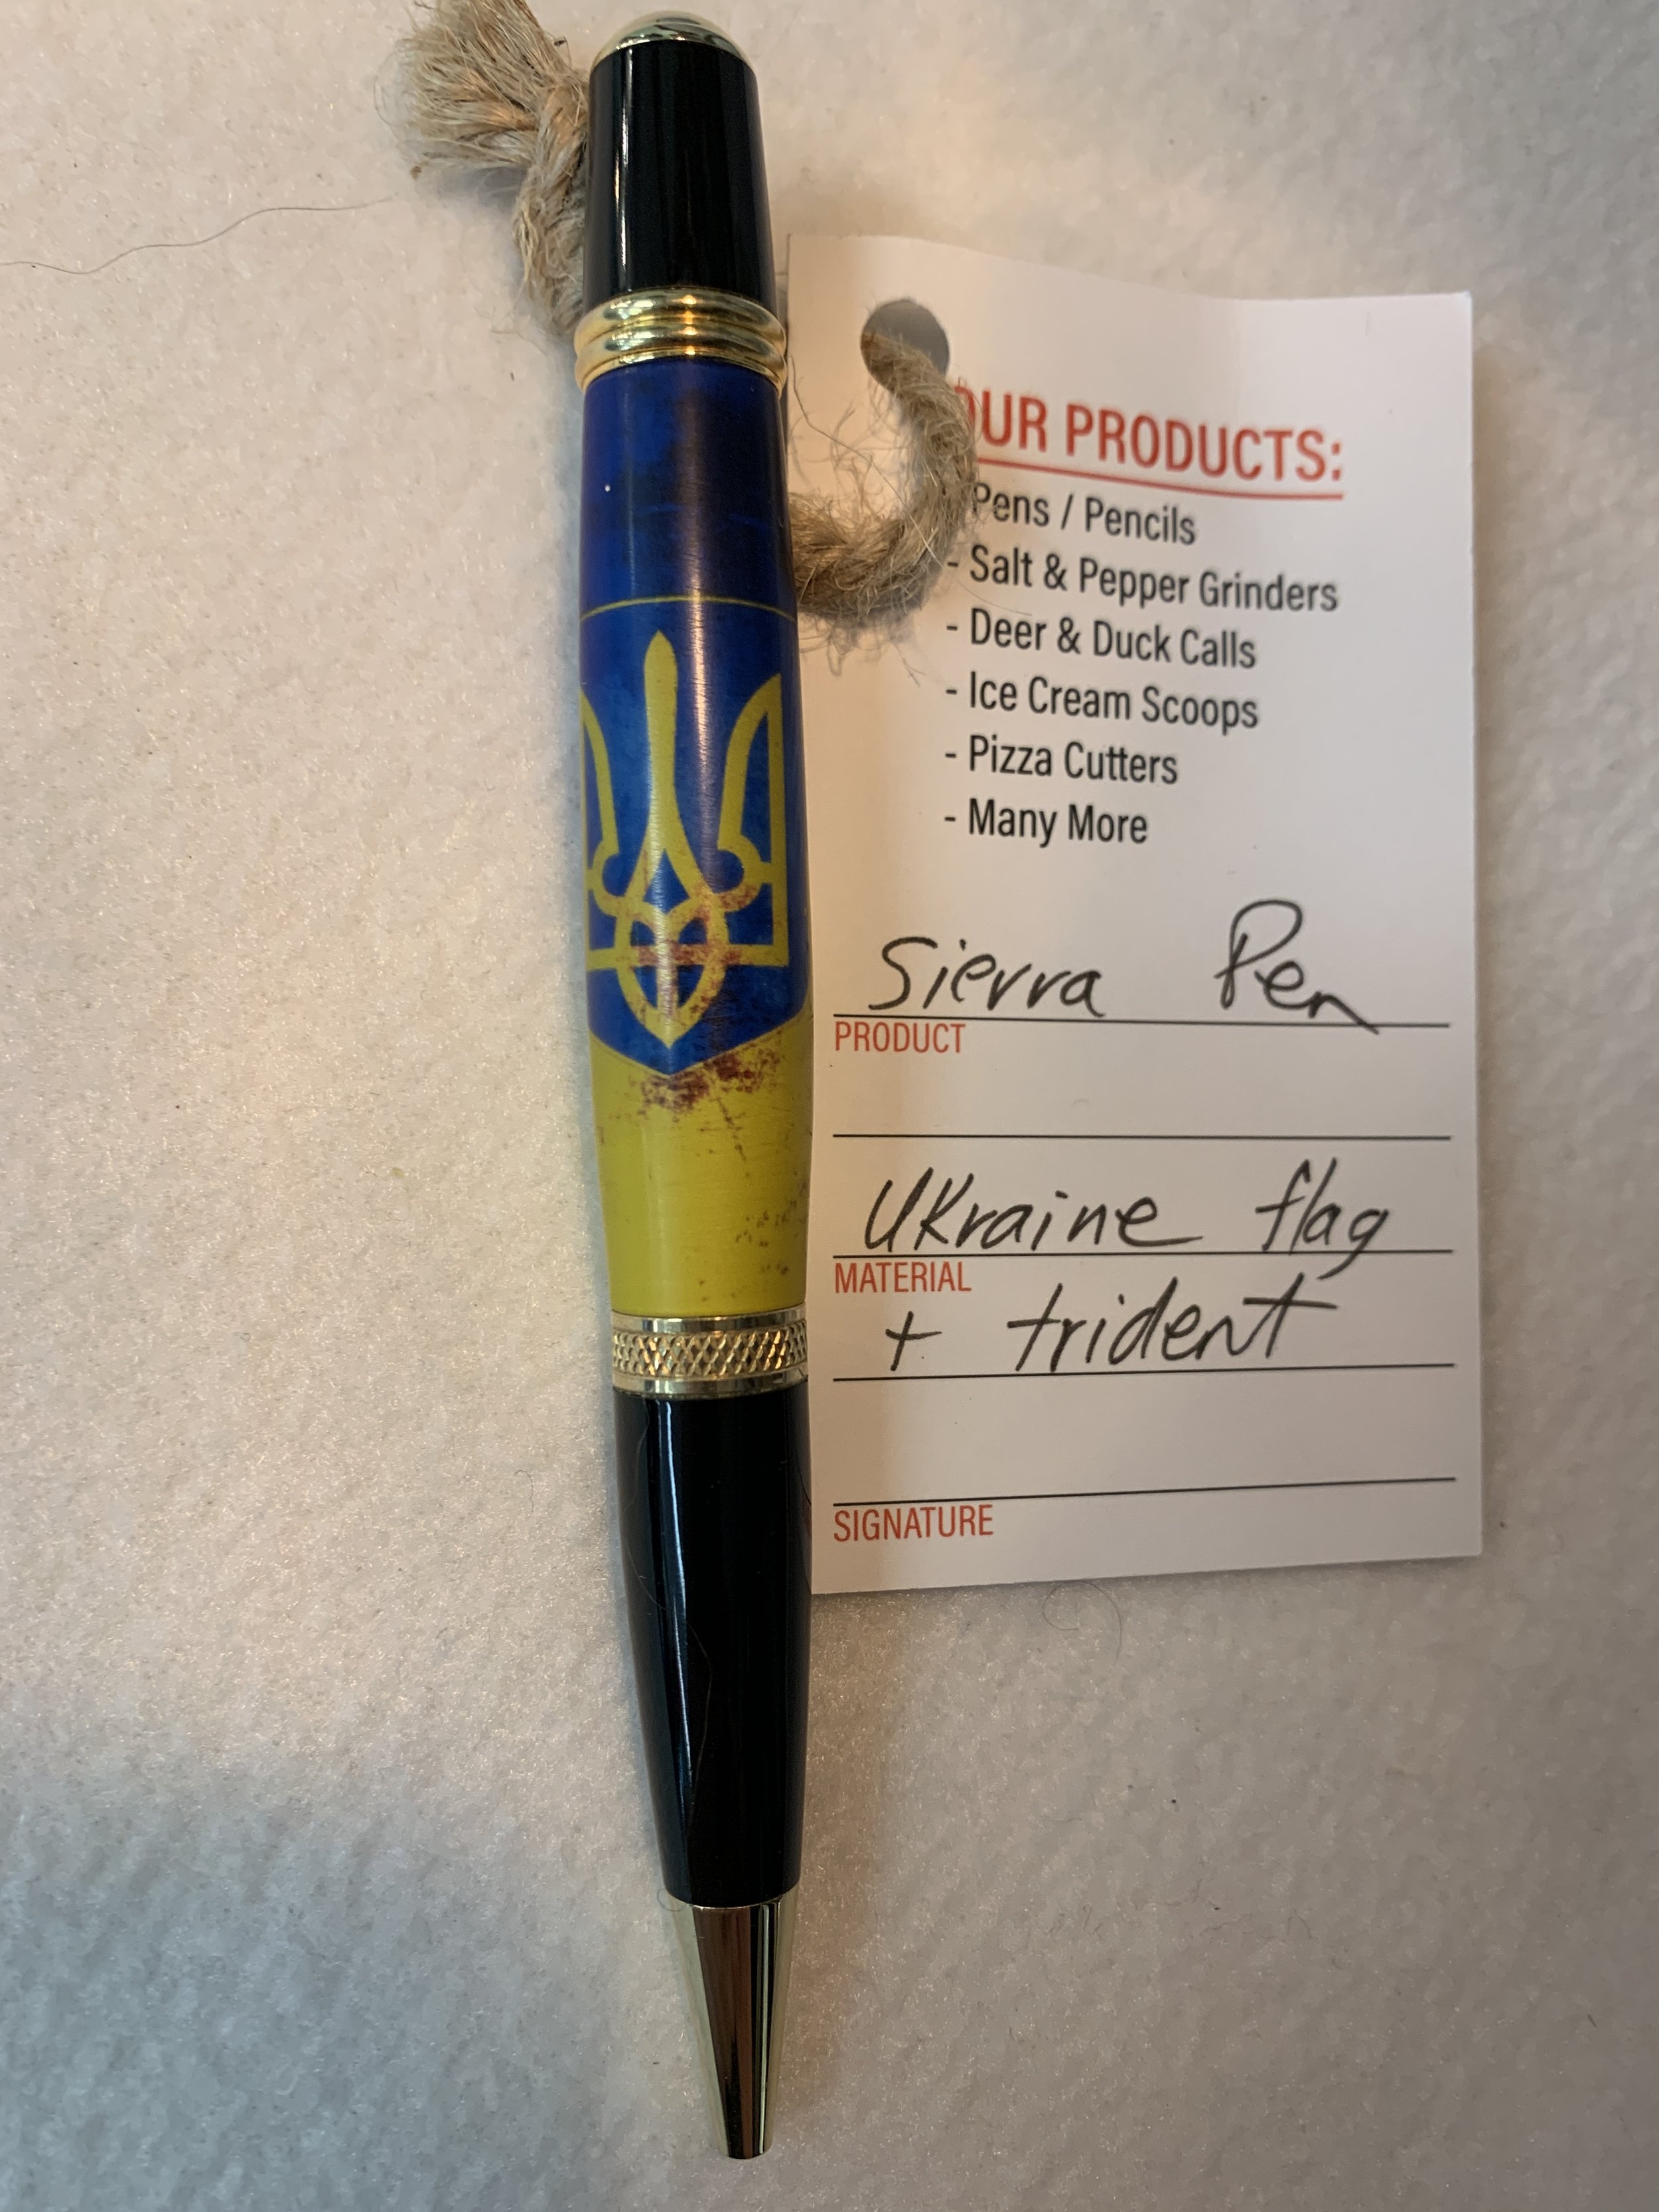 OUR PRODUCTS:
Pens / Pencils
- Salt & Pepper Grinders
- Deer & Duck Calls
- Ice Cream Scoops
- Pizza Cutters
- Many More
Sierra Pen
PRODUCT
Ukraine flag
MATERIAL
+ trident
SIGNATURE